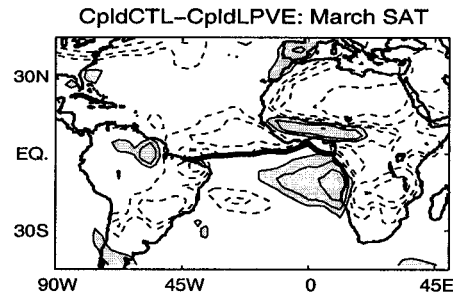 CpldCTL-CpldLPVE: March SAT
30N
EQ.
30S
90W 45W 0 45E